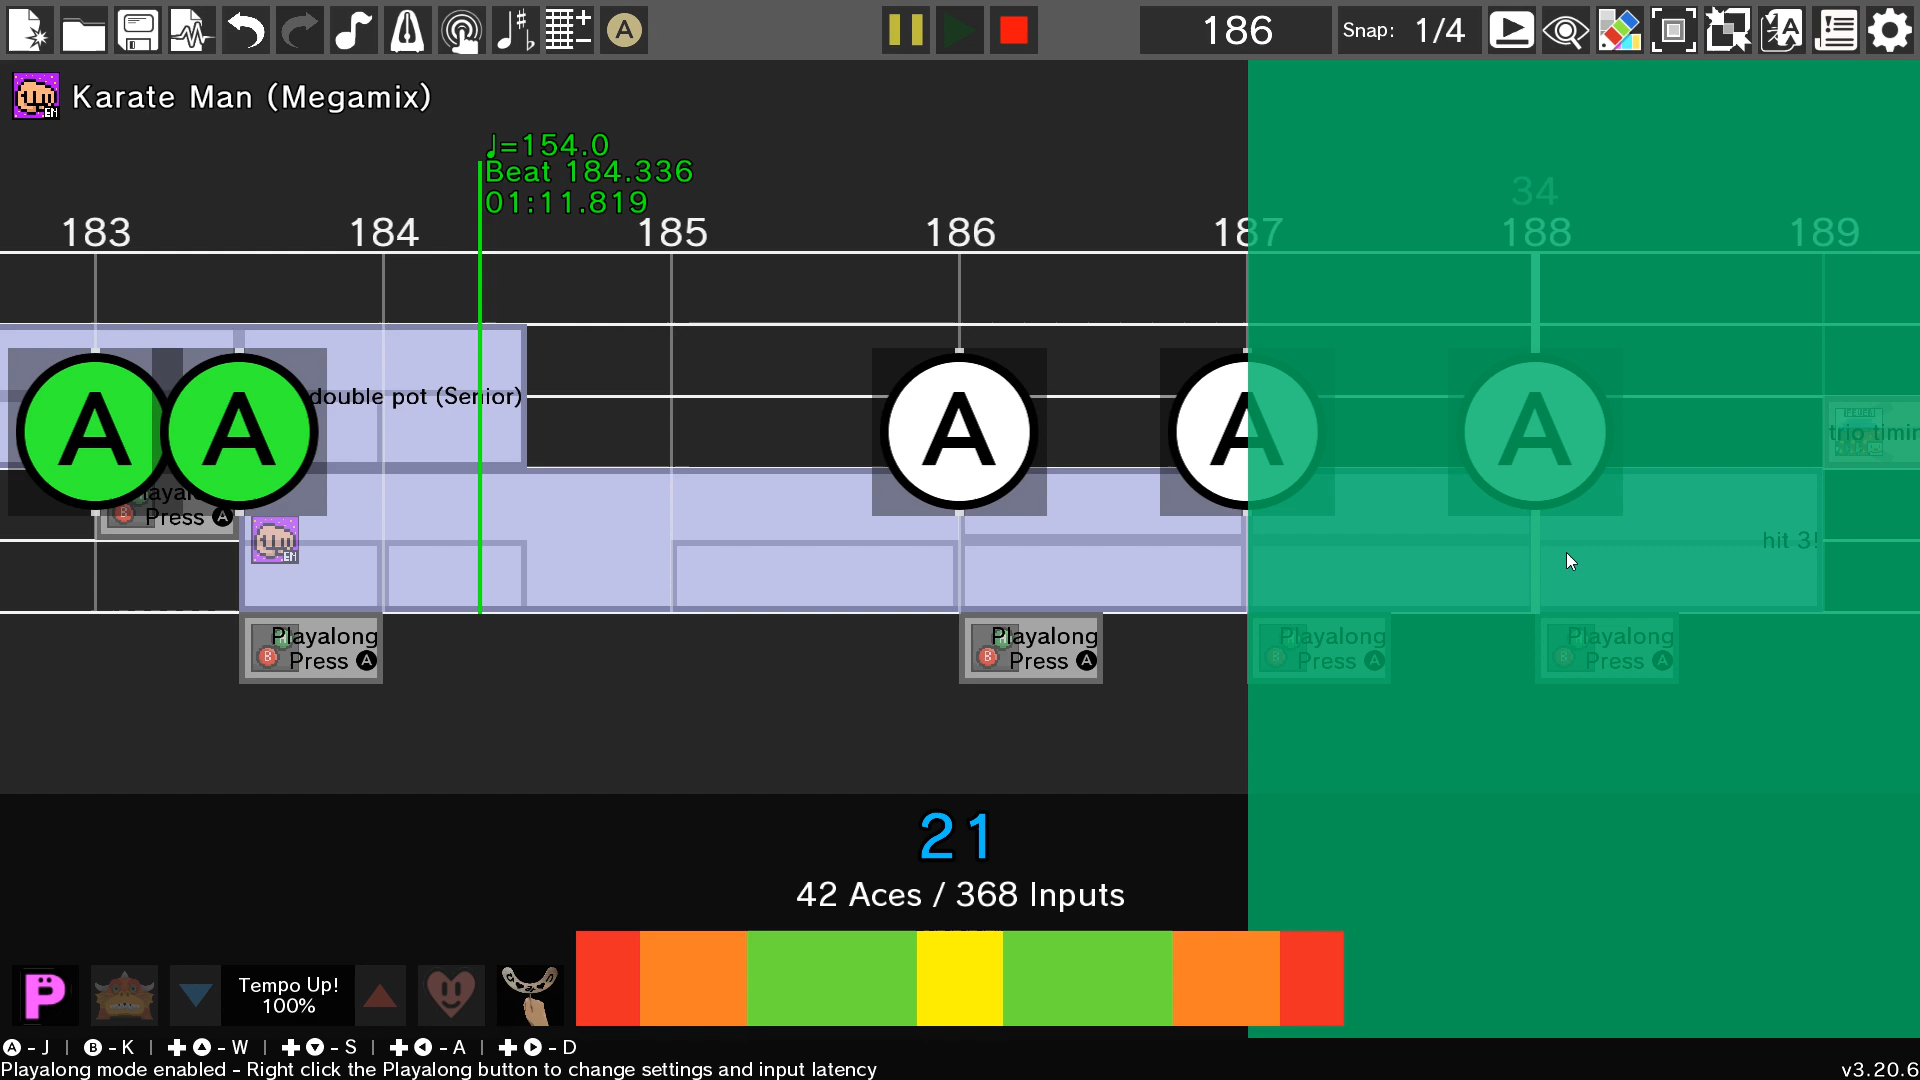 A
186
Snap: 1/4
A
EN
Karate Man (Megamix)
♩=154.0
Beat 184.336
01:11.819
34
183 184 185 186 187 188 189
double pot (Senior)
A A A A A
trio timin
Playal
Press A
B
EN
hit 3!
Playalong Playalong Playalong Playalong
B Press A B Press A B Press A B Press A
21
42 Aces / 368 Inputs
P
Tempo Up!
100%
A - J | B - K | - W | - S | - A | - D
Playalong mode enabled - Right click the Playalong button to change settings and input latency
v3.20.6